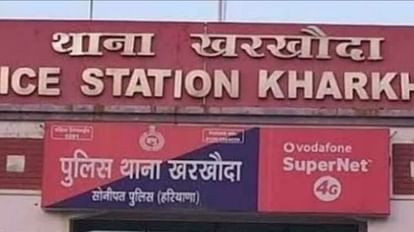 थाना खरखौदा
ICE STATION KHARKH
पुलिस थाना खरखौदा
सोनीपत पुलिस (हरियाणा)
vodafone
SuperNet
4G